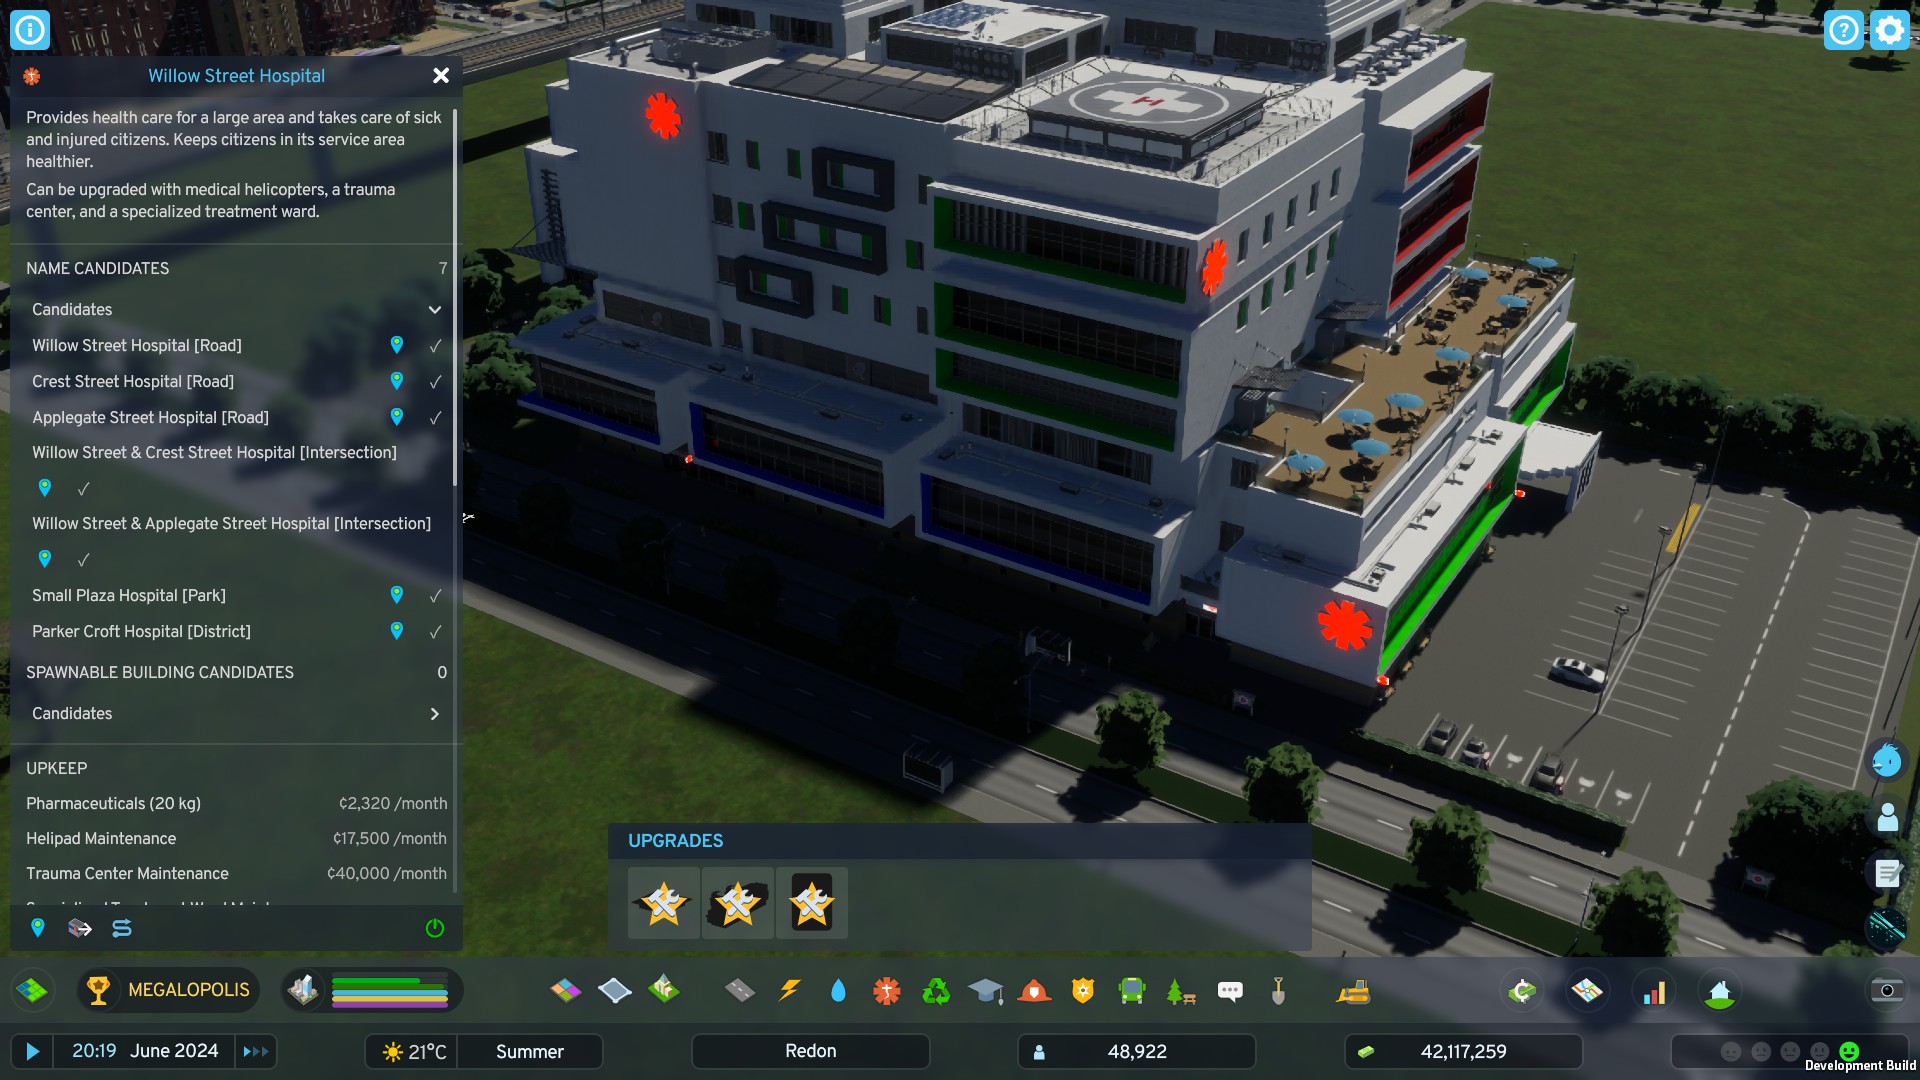 Willow Street Hospital
Provides health care for a large area and takes care of sick
and injured citizens. Keeps citizens in its service area
healthier.
Can be upgraded with medical helicopters, a trauma
center, and a specialized treatment ward.
NAME CANDIDATES 7
Candidates
Willow Street Hospital [Road]
Crest Street Hospital [Road]
Applegate Street Hospital [Road]
Willow Street & Crest Street Hospital [Intersection]
Willow Street & Applegate Street Hospital [Intersection]
Small Plaza Hospital [Park]
Parker Croft Hospital [District]
SPAWNABLE BUILDING CANDIDATES 0
Candidates
UPKEEP
Pharmaceuticals (20 kg) ¢2,320 /month
Helipad Maintenance ¢17,500 /month
Trauma Center Maintenance ¢40,000 /month
H
UPGRADES
MEGALOPOLIS
20:19 June 2024
21°C Summer
Redon
48,922
42,117,259
Development Build